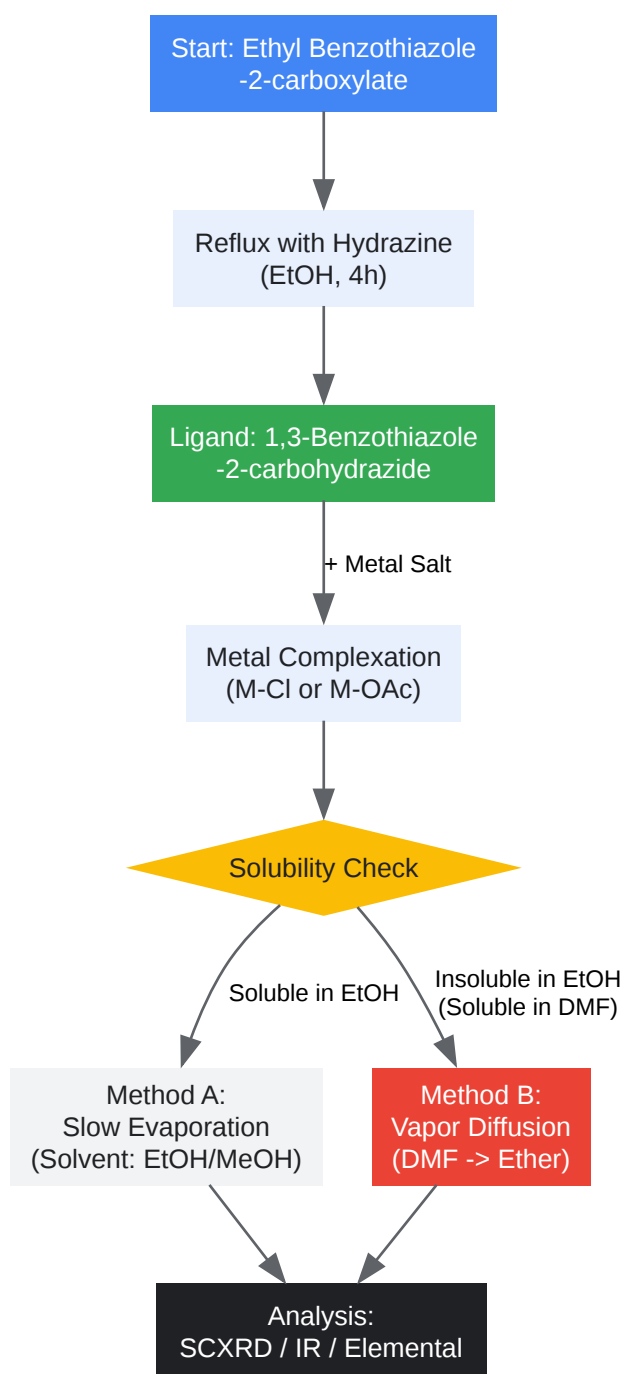 Start: Ethyl Benzothiazole
-2-carboxylate
Reflux with Hydrazine
(EtOH, 4h)
Ligand: 1,3-Benzothiazole
-2-carbohydrazide
+ Metal Salt
Metal Complexation
(M-Cl or M-OAc)
Solubility Check
Soluble in EtOH
Insoluble in EtOH
(Soluble in DMF)
Method A:
Slow Evaporation
(Solvent: EtOH/MeOH)
Method B:
Vapor Diffusion
(DMF -> Ether)
Analysis:
SCXRD / IR / Elemental